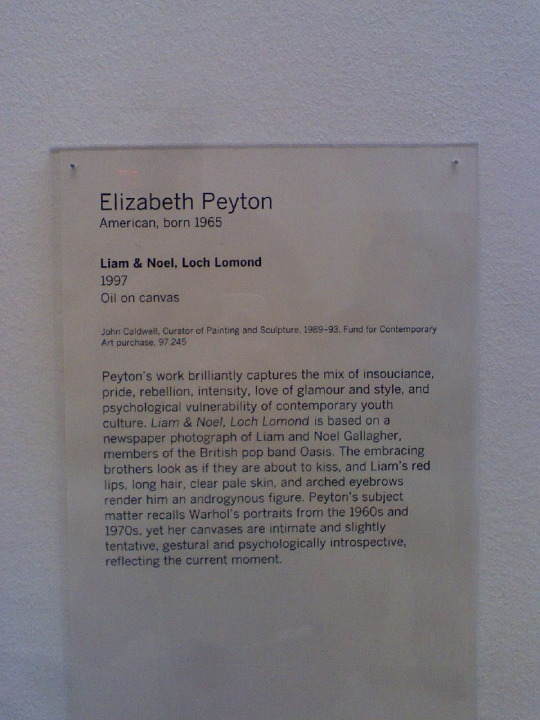 Elizabeth Peyton
American, born 1965
Liam & Noel, Loch Lomond
1997
Oil on canvas
John Caldwell, Curator of Painting and Sculpture, 1989–93, Fund for Contemporary
Art purchase, 97.245
Peyton's work brilliantly captures the mix of insouciance,
pride, rebellion, intensity, love of glamour and style, and
psychological vulnerability of contemporary youth
culture. Liam & Noel, Loch Lomond is based on a
newspaper photograph of Liam and Noel Gallagher,
members of the British pop band Oasis. The embracing
brothers look as if they are about to kiss, and Liam's red
lips, long hair, clear pale skin, and arched eyebrows
render him an androgynous figure. Peyton's subject
matter recalls Warhol's portraits from the 1960s and
1970s, yet her canvases are intimate and slightly
tentative, gestural and psychologically introspective,
reflecting the current moment.